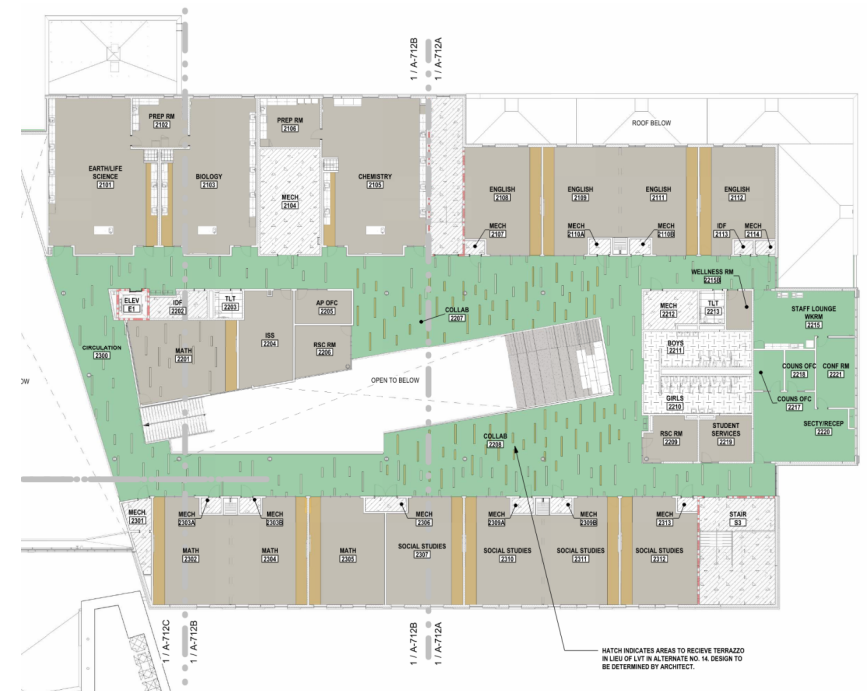 1 / A-712B
1 / A-712A
PREP RM
2102
PREP RM
2106
ROOF BELOW
EARTH/LIFE
SCIENCE
2101
BIOLOGY
2103
MECH
2104
CHEMISTRY
2105
ENGLISH
2108
ENGLISH
2109
ENGLISH
2111
ENGLISH
2112
MECH
2107
MECH
2110A
MECH
2110B
IDF
2113
MECH
2114
WELLNESS RM
2215B
ELEV
E1
IDF
2202
TLT
2203
AP OFC
2205
COLLAB
2207
MECH
2212
TLT
2213
STAFF LOUNGE
WKRM
2215
CIRCULATION
2300
MATH
2201
ISS
2204
RSC RM
2206
BOYS
2211
COUNS OFC
2218
CONF RM
2221
OW
OPEN TO BELOW
GIRLS
2210
COUNS OFC
2217
COLLAB
2208
RSC RM
2209
STUDENT
SERVICES
2219
SECTY/RECEP
2220
MECH
2301
MECH
2303A
MECH
2303B
MECH
2306
MECH
2309A
MECH
2309B
MECH
2313
STAIR
S3
MATH
2302
MATH
2304
MATH
2305
SOCIAL STUDIES
2307
SOCIAL STUDIES
2310
SOCIAL STUDIES
2311
SOCIAL STUDIES
2312
1 / A-712C
1 / A-712B
1 / A-712B
1 / A-712A
HATCH INDICATES AREAS TO RECIEVE TERRAZZO
IN LIEU OF LVT IN ALTERNATE NO. 14. DESIGN TO
BE DETERMINED BY ARCHITECT.